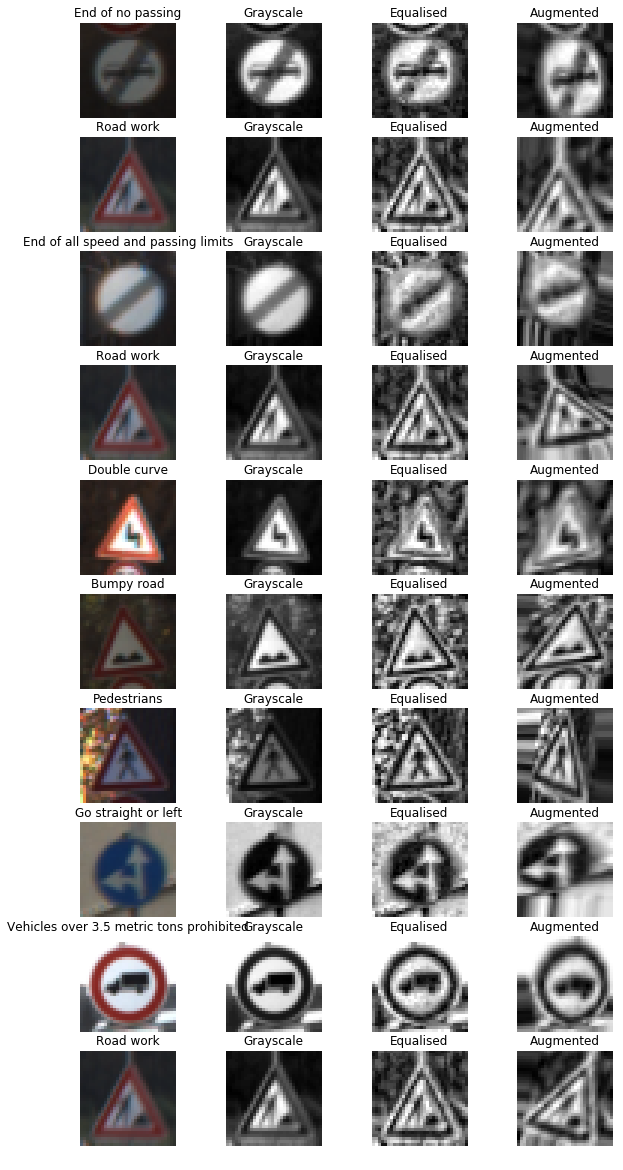 End of no passing Grayscale Equalised Augmented
Road work Grayscale Equalised Augmented
End of all speed and passing limits Grayscale Equalised Augmented
Road work Grayscale Equalised Augmented
Double curve Grayscale Equalised Augmented
Bumpy road Grayscale Equalised Augmented
Pedestrians Grayscale Equalised Augmented
Go straight or left Grayscale Equalised Augmented
Vehicles over 3.5 metric tons prohibited Grayscale Equalised Augmented
Road work Grayscale Equalised Augmented